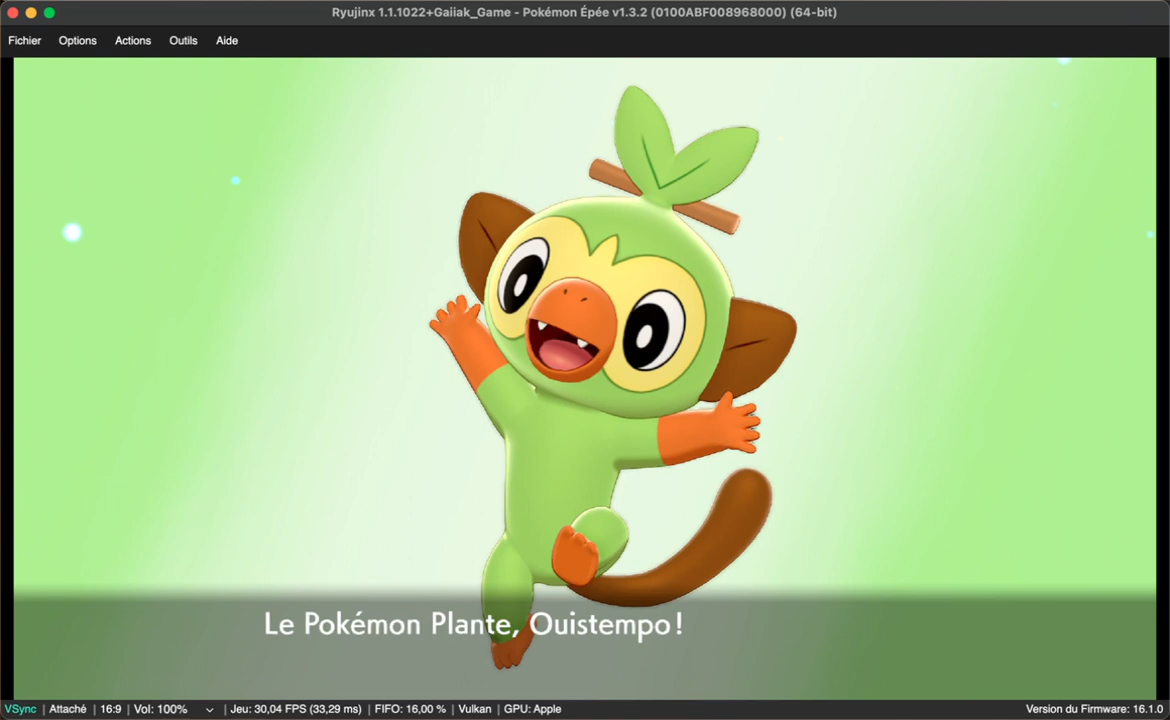 Ryujinx 1.1.1022+Gaiiak_Game - Pokémon Épée v1.3.2 (0100ABF008968000) (64-bit)
Fichier Options Actions Outils Aide
Le Pokémon Plante, Ouistempo !
VSync | Attaché | 16:9 | Vol: 100% | Jeu: 30,04 FPS (33,29 ms) | FIFO: 16,00 % | Vulkan | GPU: Apple Version du Firmware: 16.1.0